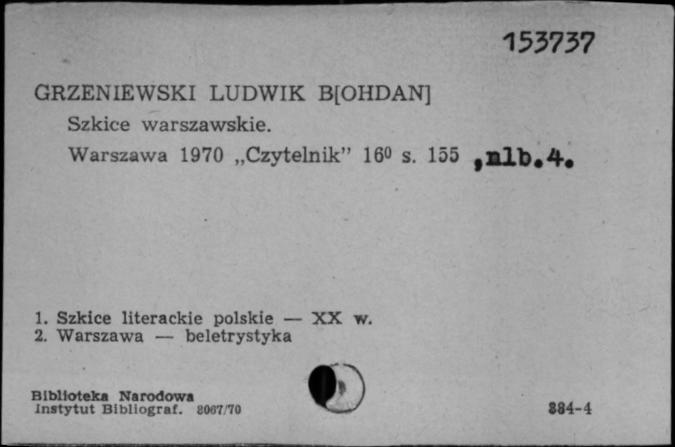 153737
GRZENIEWSKI LUDWIK B[OHDAN]
Szkice warszawskie.
Warszawa 1970 „Czytelnik” 16⁰ s. 155 ,nlb.4.
1. Szkice literackie polskie — XX w.
2. Warszawa — beletrystyka
Biblioteka Narodowa
Instytut Bibliograf. 8067/70
884-4